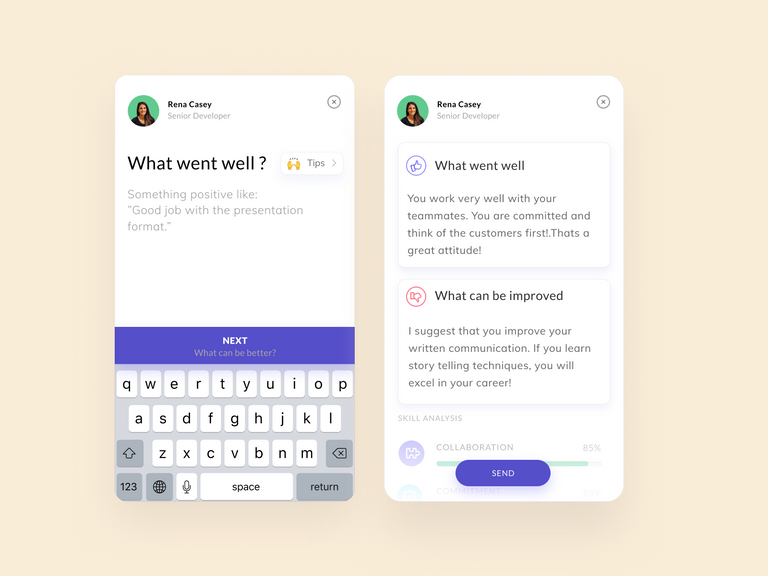 Rena Casey
Senior Developer
What went well ?
Tips
Something positive like:
“Good job with the presentation
format.”
NEXT
What can be better?
q w e r t y u i o p
a s d f g h j k l
z x c v b n m
123 space return
Rena Casey
Senior Developer
What went well
You work very well with your
teammates. You are committed and
think of the customers first!.Thats a
great attitude!
What can be improved
I suggest that you improve your
written communication. If you learn
story telling techniques, you will
excel in your career!
SKILL ANALYSIS
COLLABORATION 85%
SEND
COMMITMENT